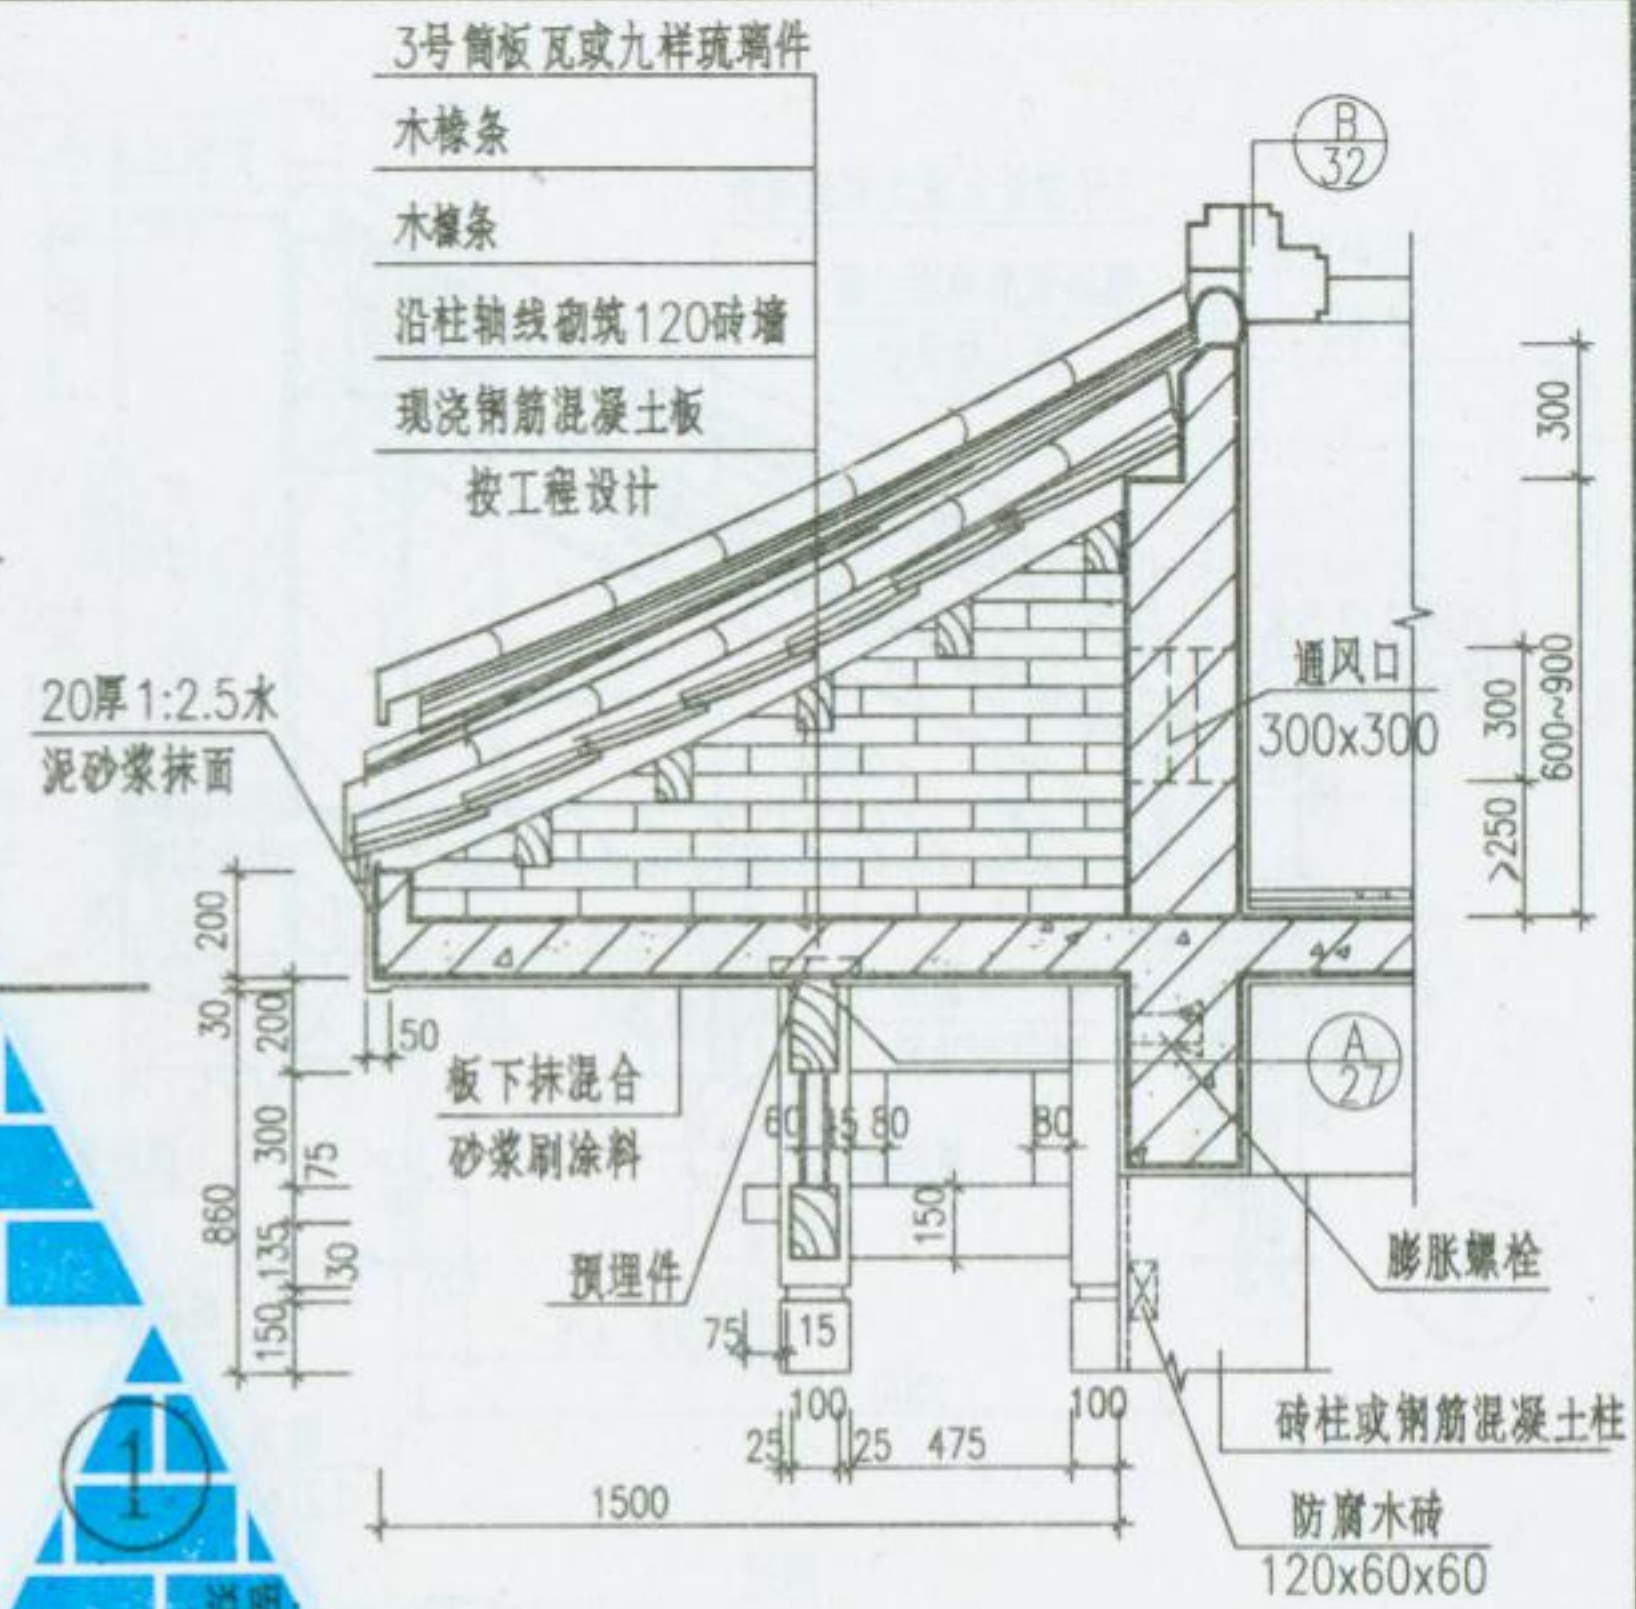 3号筒板瓦或九样琉璃件
木椽条
木檩条
沿柱轴线砌筑120砖墙
现浇钢筋混凝土板
按工程设计
B
32
300
20厚1:2.5水
泥砂浆抹面
通风口
300x300
300
600~900
>250
200
30
200
50
板下抹混合
砂浆刷涂料
A
27
60
15
80
80
300
75
860
135
30
150
150
预埋件
膨胀螺栓
75
15
100
100
25
25
475
砖柱或钢筋混凝土柱
1500
防腐木砖
120x60x60
1